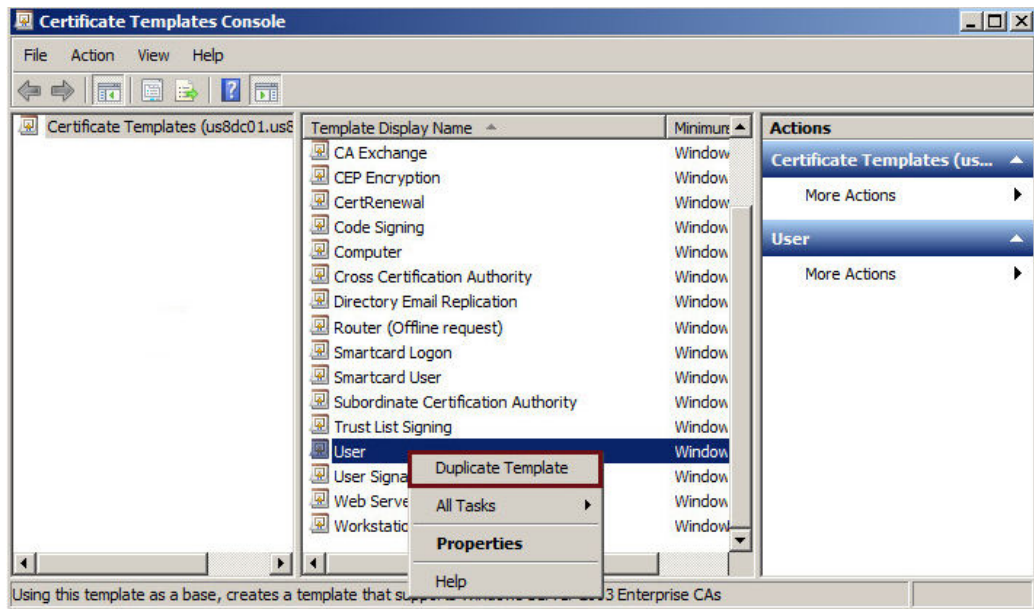 Certificate Templates Console
File Action View Help
Certificate Templates (us8dc01.us8
Template Display Name
Minimum
CA Exchange Window
CEP Encryption Window
CertRenewal Window
Code Signing Window
Computer Window
Cross Certification Authority Window
Directory Email Replication Window
Router (Offline request) Window
Smartcard Logon Window
Smartcard User Window
Subordinate Certification Authority Window
Trust List Signing Window
User Window
User Signa Window
Web Serve Window
Workstatio Window
Duplicate Template
All Tasks
Properties
Help
Actions
Certificate Templates (us...
More Actions
User
More Actions
Using this template as a base, creates a template that supports Windows Server 2003 Enterprise CAs